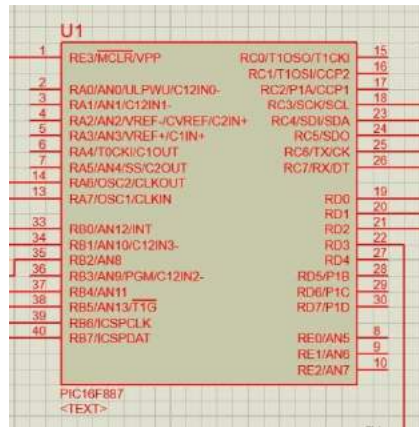 U1
1 RE3/MCLR/VPP
2 RA0/AN0/ULPWU/C12IN0-
3 RA1/AN1/C12IN1-
4 RA2/AN2/VREF-/CVREF/C2IN+
5 RA3/AN3/VREF+/C1IN+
6 RA4/T0CKI/C1OUT
7 RA5/AN4/SS/C2OUT
14 RA6/OSC2/CLKOUT
13 RA7/OSC1/CLKIN
33 RB0/AN12/INT
34 RB1/AN10/C12IN3-
35 RB2/AN8
36 RB3/AN9/PGM/C12IN2-
37 RB4/AN11
38 RB5/AN13/T1G
39 RB6/ICSPCLK
40 RB7/ICSPDAT
RC0/T1OSO/T1CKI 15
RC1/T1OSI/CCP2 16
RC2/P1A/CCP1 17
RC3/SCK/SCL 18
RC4/SDI/SDA 23
RC5/SDO 24
RC6/TX/CK 25
RC7/RX/DT 26
RD0 19
RD1 20
RD2 21
RD3 22
RD4 27
RD5/P1B 28
RD6/P1C 29
RD7/P1D 30
RE0/AN5 8
RE1/AN6 9
RE2/AN7 10
PIC16F887
<TEXT>